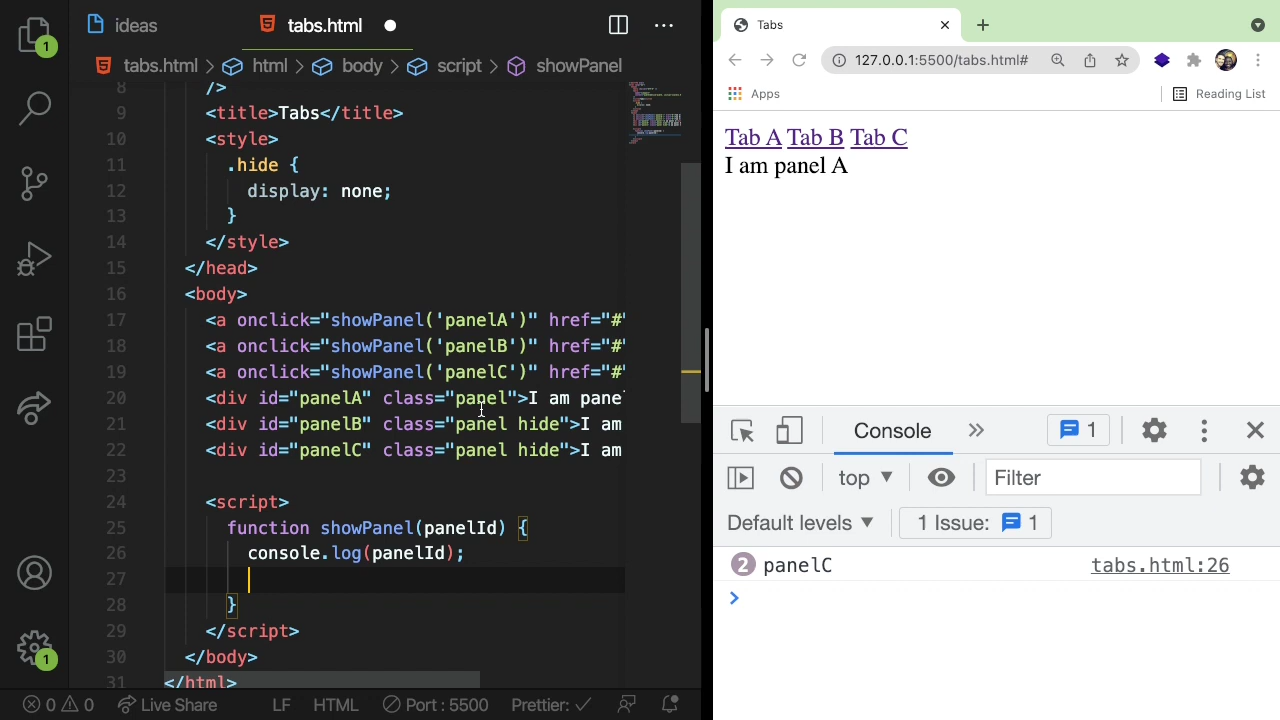 1
ideas
tabs.html
tabs.html > html > body > script > showPanel
8 />
9 <title>Tabs</title>
10 <style>
11 .hide {
12 display: none;
13 }
14 </style>
15 </head>
16 <body>
17 <a onclick="showPanel('panelA')" href="#"
18 <a onclick="showPanel('panelB')" href="#"
19 <a onclick="showPanel('panelC')" href="#"
20 <div id="panelA" class="panel">I am panel
21 <div id="panelB" class="panel hide">I am
22 <div id="panelC" class="panel hide">I am
23
24 <script>
25 function showPanel(panelId) {
26 console.log(panelId);
27
28 }
29 </script>
30 </body>
31 </html>
1
0 0 Live Share LF HTML Port : 5500 Prettier:
Tabs
127.0.0.1:5500/tabs.html#
Apps Reading List
Tab A Tab B Tab C
I am panel A
Console 1
top Filter
Default levels 1 Issue: 1
2 panelC tabs.html:26